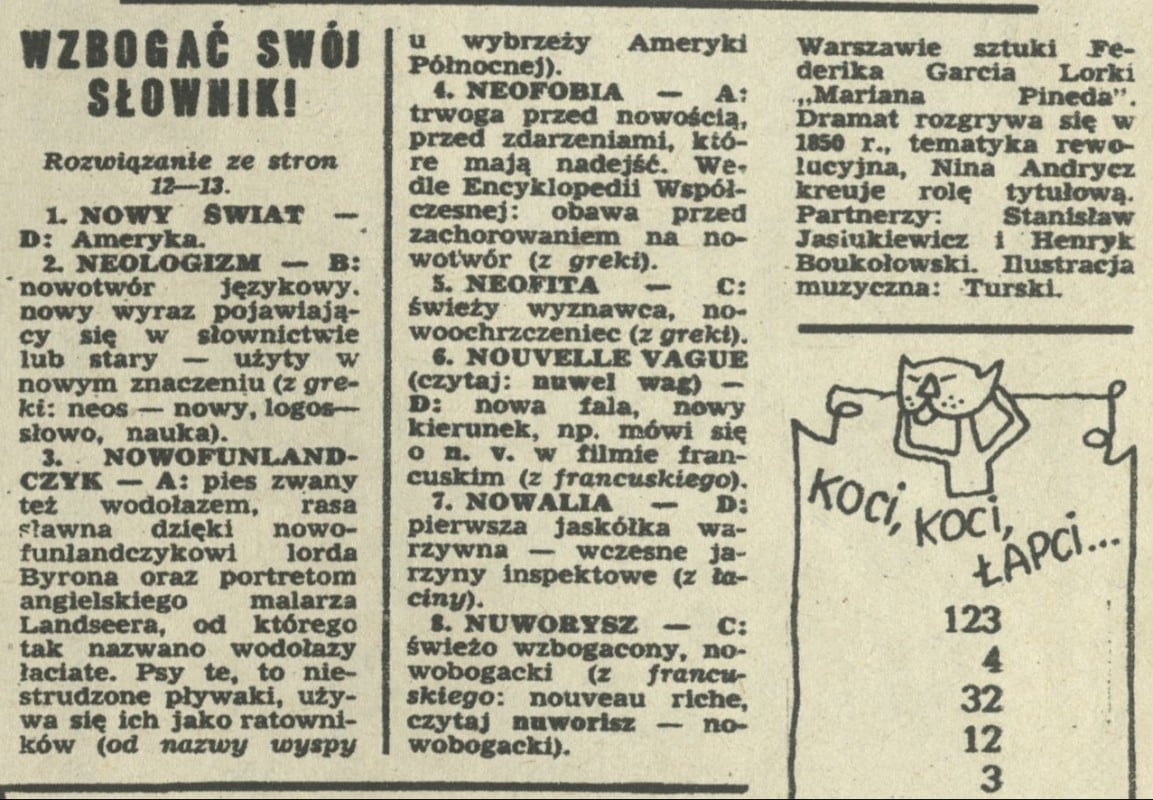 WZBOGAĆ SWÓJ
SŁOWNIK!
Rozwiązanie ze stron
12—13.
1. NOWY ŚWIAT —
D: Ameryka.
2. NEOLOGIZM — B:
nowotwór językowy.
nowy wyraz pojawiają-
cy się w słownictwie
lub stary — użyty w
nowym znaczeniu (z gre-
ki: neos — nowy, logos—
słowo, nauka).
3. NOWOFUNLAND-
CZYK — A: pies zwany
też wodołazem, rasa
sławna dzięki nowo-
funlandczykowi lorda
Byrona oraz portretom
angielskiego malarza
Landseera, od którego
tak nazwano wodołazy
łaciate. Psy te, to nie-
strudzone pływaki, uży-
wa się ich jako ratowni-
ków (od nazwy wyspy
u wybrzeży Ameryki
Północnej).
4. NEOFOBIA — A:
trwoga przed nowością,
przed zdarzeniami, któ-
re mają nadejść. We-
dle Encyklopedii Współ-
czesnej: obawa przed
zachorowaniem na no-
wotwór (z greki).
5. NEOFITA — C:
świeży wyznawca, no-
woochrzczeniec (z greki).
6. NOUVELLE VAGUE
(czytaj: nuwel wag) —
D: nowa fala, nowy
kierunek, np. mówi się
o n. v. w filmie fran-
cuskim (z francuskiego).
7. NOWALIA — D:
pierwsza jaskółka wa-
rzywna — wczesne ja-
rzyny inspektowe (z ła-
ciny).
8. NUWORYSZ — C:
świeżo wzbogacony, no-
wobogacki (z francu-
skiego: nouveau riche,
czytaj nuworisz — no-
wobogacki).
Warszawie sztuki Fe-
derika Garcia Lorki
„Mariana Pineda”.
Dramat rozgrywa się w
1850 r., tematyka rewo-
lucyjna, Nina Andrycz
kreuje rolę tytułową.
Partnerzy: Stanisław
Jasiukiewicz i Henryk
Boukołowski. Ilustracja
muzyczna: Turski.
KOCI, KOCI,
ŁAPCI...
123
4
32
12
3